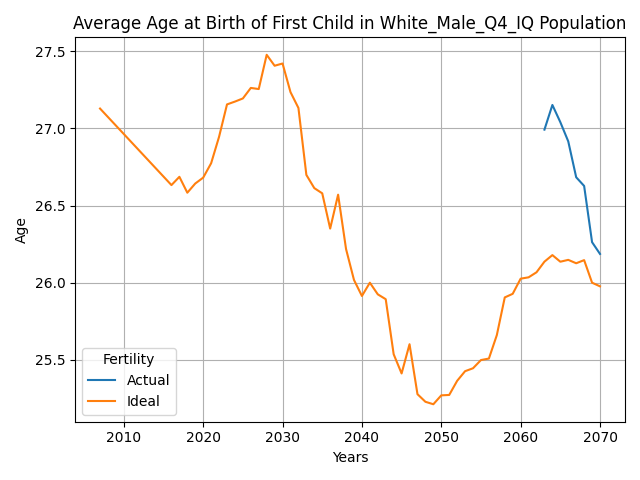 Average Age at Birth of First Child in White_Male_Q4_IQ Population
27.5
27.0
26.5
26.0
25.5
Age
Fertility
Actual
Ideal
2010 2020 2030 2040 2050 2060 2070
Years